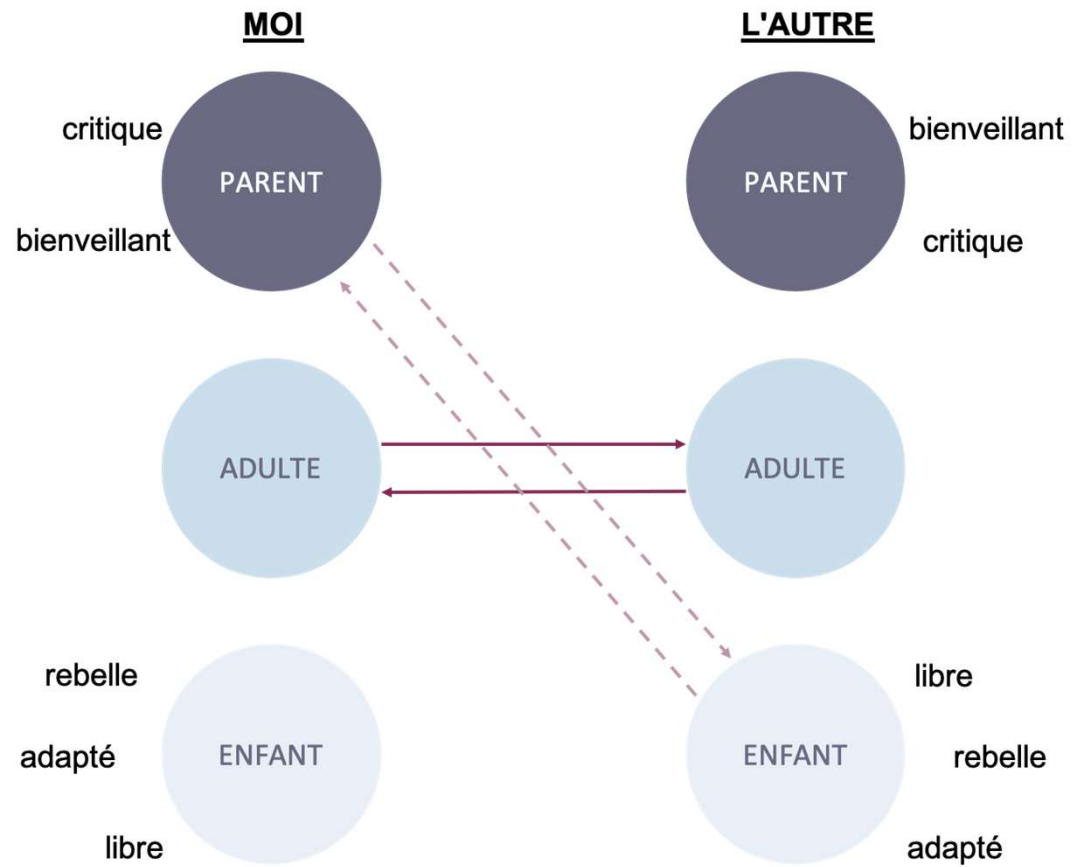 MOI
L'AUTRE
critique
PARENT
bienveillant
PARENT
bienveillant
critique
ADULTE
ADULTE
rebelle
adapté
ENFANT
libre
libre
ENFANT
rebelle
adapté